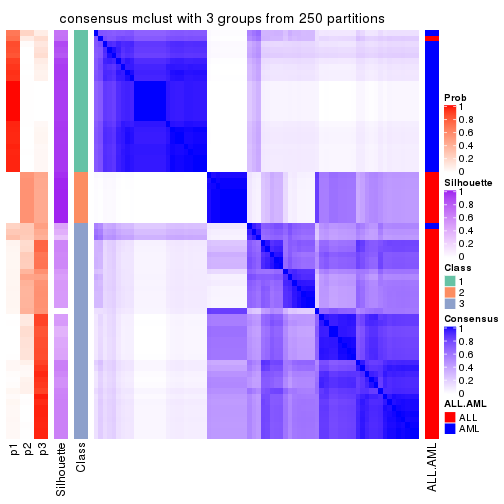 consensus mclust with 3 groups from 250 partitions
Prob
1
0.8
0.6
0.4
0.2
0
Silhouette
1
0.8
0.6
0.4
0.2
0
Class
1
2
3
Consensus
1
0.8
0.6
0.4
0.2
0
ALL.AML
ALL
AML
p1
p2
p3
Silhouette
Class
ALL.AML